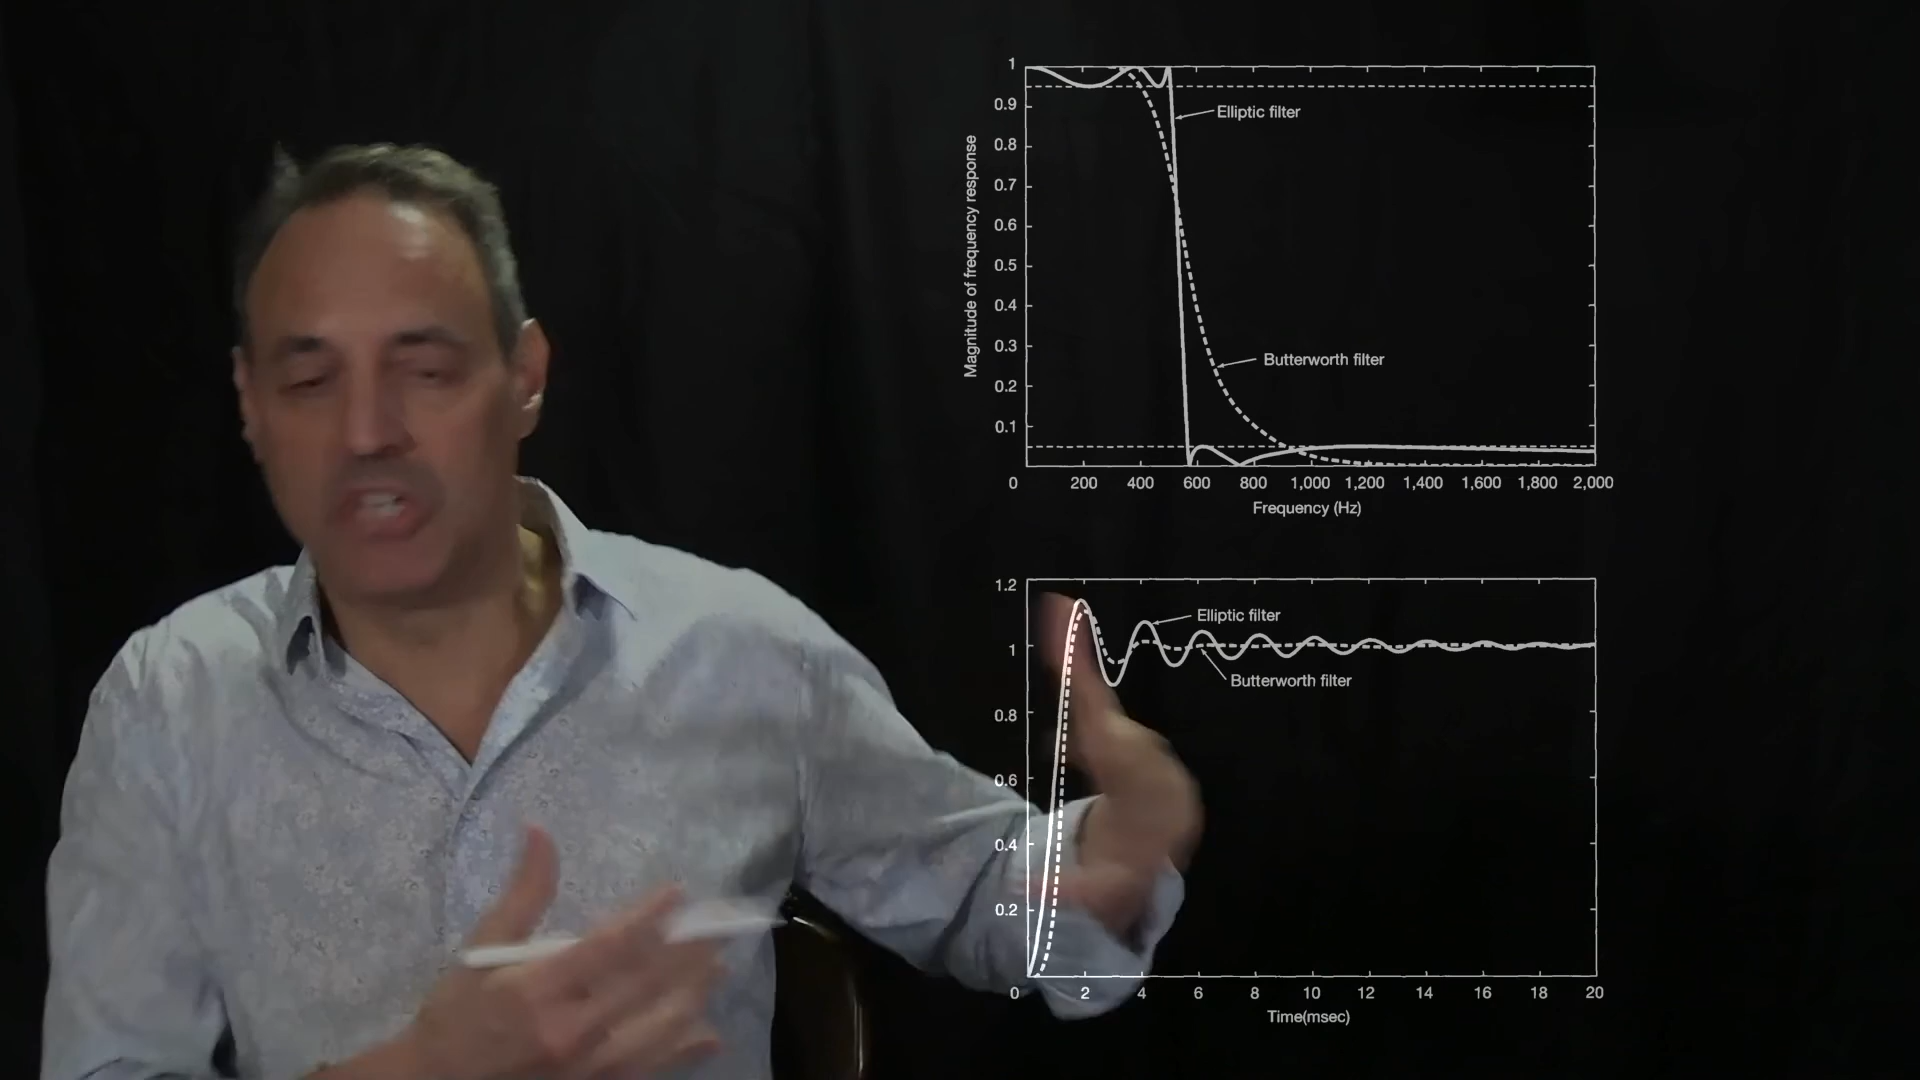 1
0.9
0.8
0.7
0.6
0.5
0.4
0.3
0.2
0.1
Magnitude of frequency response
Elliptic filter
Butterworth filter
0 200 400 600 800 1,000 1,200 1,400 1,600 1,800 2,000
Frequency (Hz)
1.2
1
0.8
0.6
0.4
0.2
Elliptic filter
Butterworth filter
0 2 4 6 8 10 12 14 16 18 20
Time(msec)